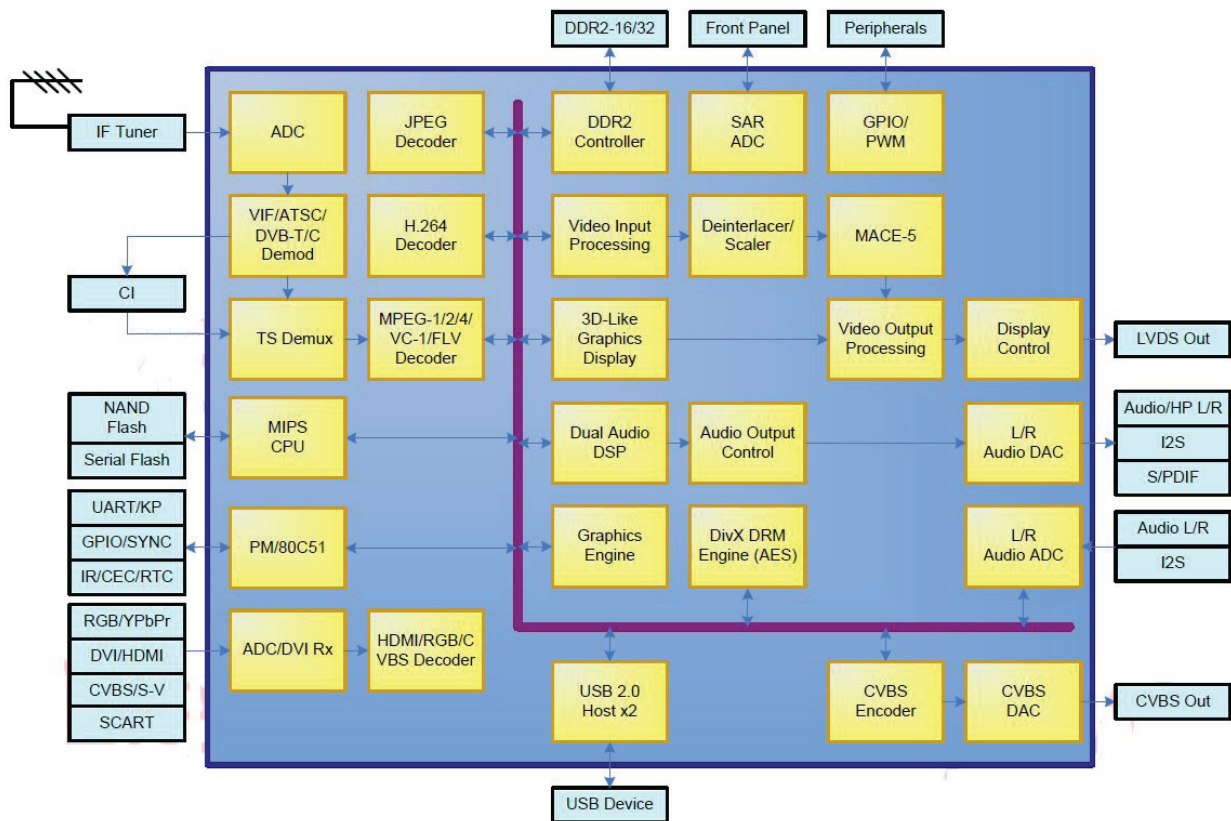 DDR2-16/32
Front Panel
Peripherals
IF Tuner
ADC
JPEG
Decoder
DDR2
Controller
SAR
ADC
GPIO/
PWM
VIF/ATSC/
DVB-T/C
Demod
H.264
Decoder
Video Input
Processing
Deinterlacer/
Scaler
MACE-5
CI
TS Demux
MPEG-1/2/4/
VC-1/FLV
Decoder
3D-Like
Graphics
Display
Video Output
Processing
Display
Control
LVDS Out
NAND
Flash
Serial Flash
MIPS
CPU
Dual Audio
DSP
Audio Output
Control
L/R
Audio DAC
Audio/HP L/R
I2S
S/PDIF
UART/KP
GPIO/SYNC
IR/CEC/RTC
PM/80C51
Graphics
Engine
DivX DRM
Engine (AES)
L/R
Audio ADC
Audio L/R
I2S
RGB/YPbPr
DVI/HDMI
CVBS/S-V
SCART
ADC/DVI Rx
HDMI/RGB/C
VBS Decoder
USB 2.0
Host x2
CVBS
Encoder
CVBS
DAC
CVBS Out
USB Device